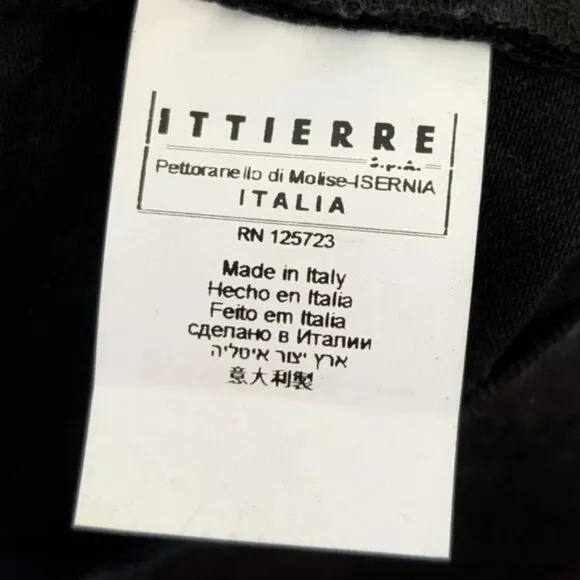 ITTIERRE
S.p.A.
Pettoranello di Molise-ISERNIA
ITALIA
RN 125723
Made in Italy
Hecho en Italia
Feito em Italia
сделано в Италии
ארץ יצור איטליה
意大利製